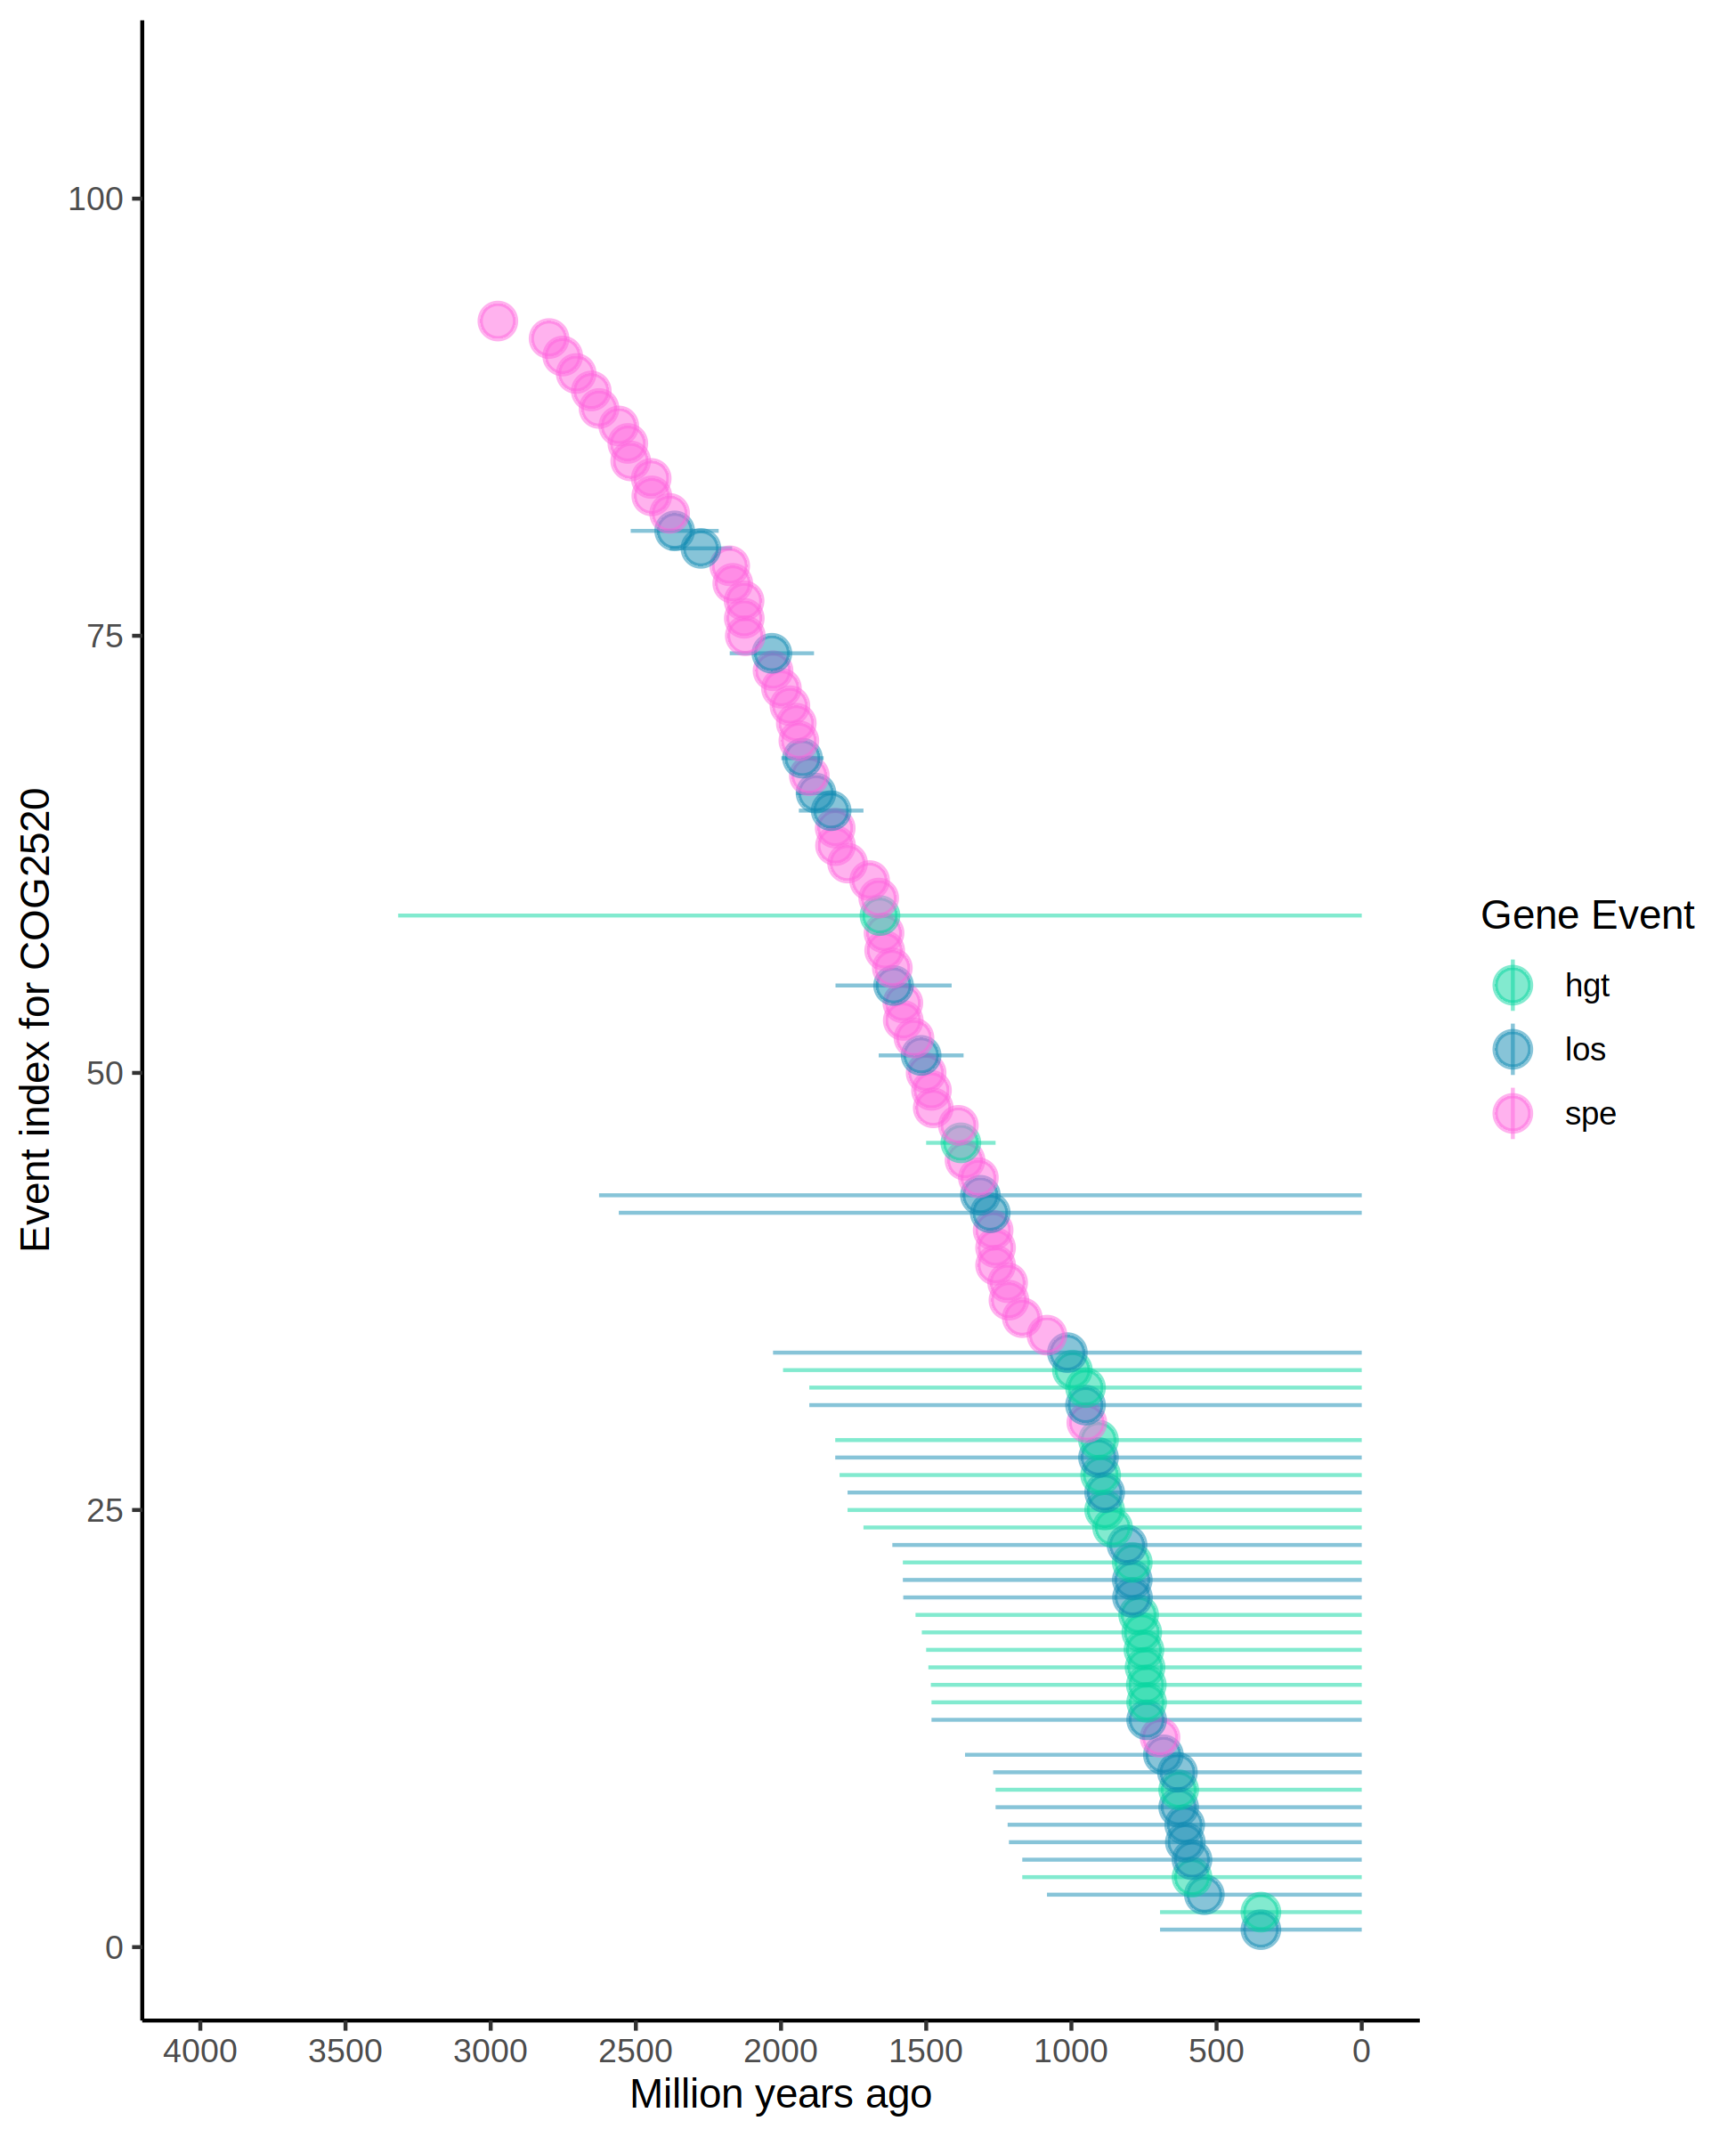 Event index for COG2520
100
75
50
25
0
4000 3500 3000 2500 2000 1500 1000 500 0
Million years ago
Gene Event
hgt
los
spe